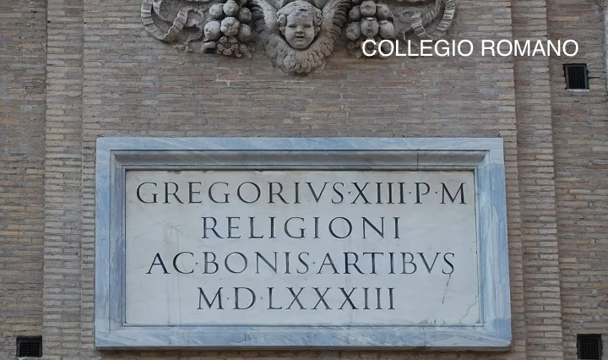 COLLEGIO ROMANO
GREGORIVS·XIII·P·M
RELIGIONI
AC·BONIS·ARTIBVS
M·D·LXXXIII